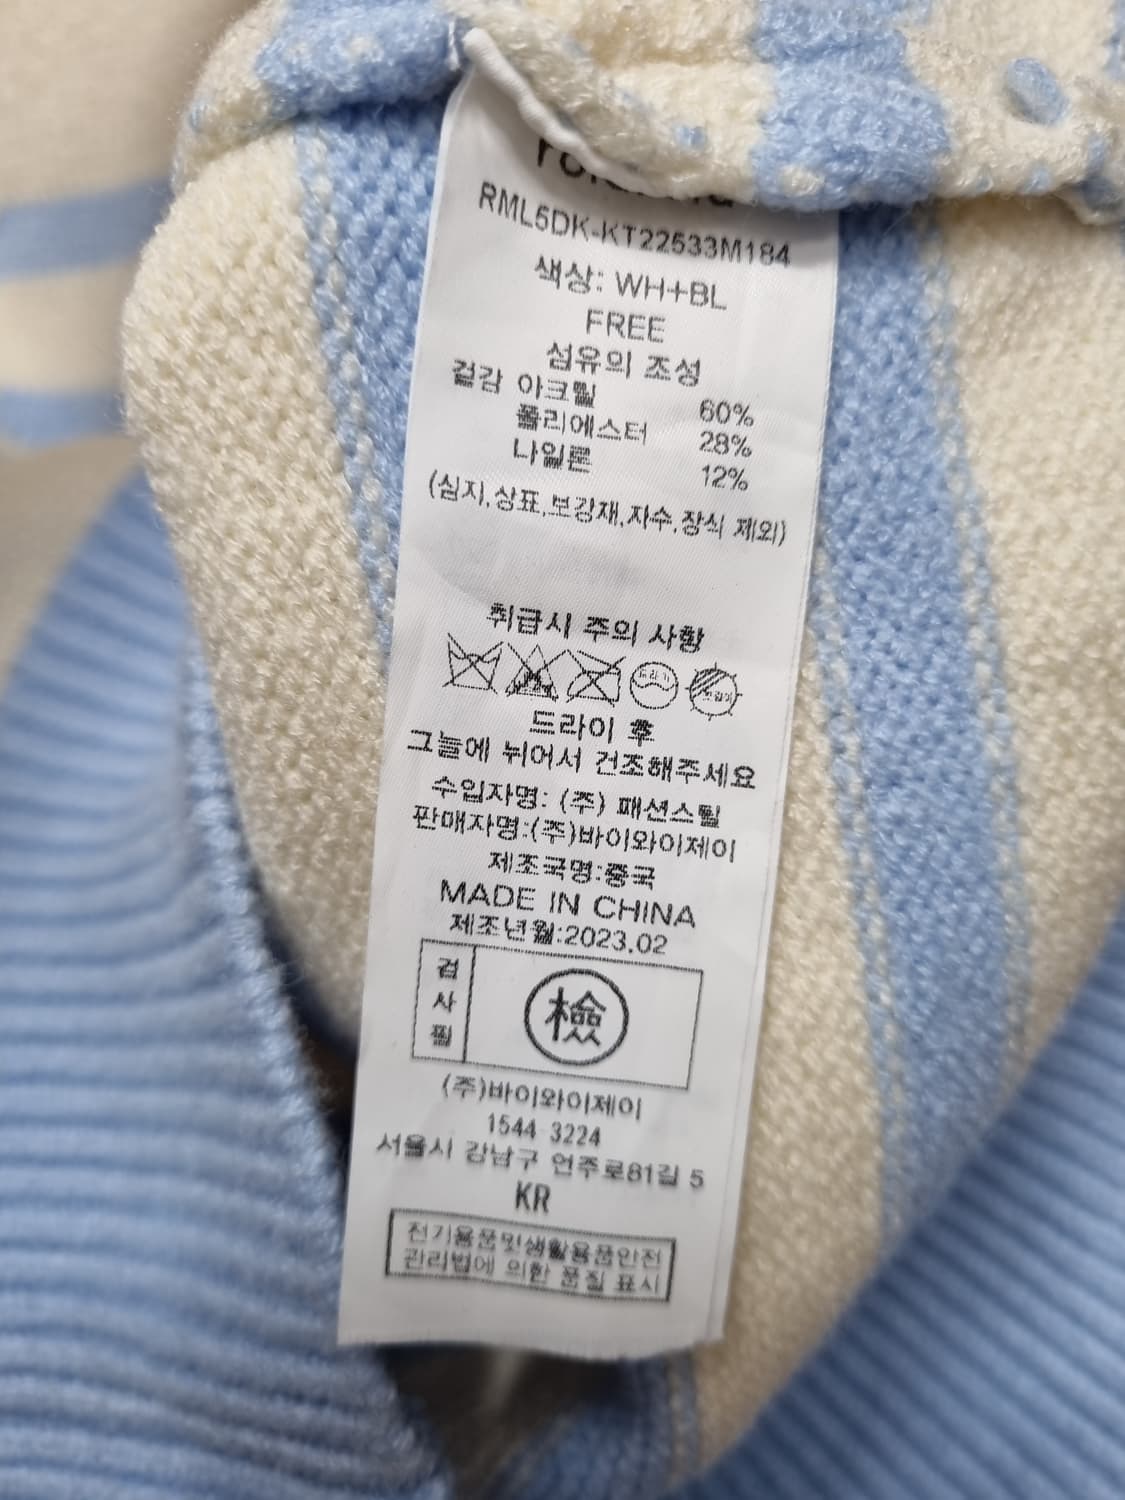 RML5DK-KT22533M184
색상: WH+BL
FREE
섬유의 조성
겉감 아크릴 60%
폴리에스터 28%
나일론 12%
(심지,상표,보강재,자수,장식 제외)
취급시 주의 사항
드라이
드라이 후
그늘에 뉘어서 건조해주세요
수입자명: (주) 패션스틸
판매자명:(주)바이와이제이
제조국명:중국
MADE IN CHINA
제조년월:2023.02
검사필
檢
(주)바이와이제이
1544 3224
서울시 강남구 언주로81길 5
KR
전기용품및생활용품안전
관리법에 의한 품질 표시